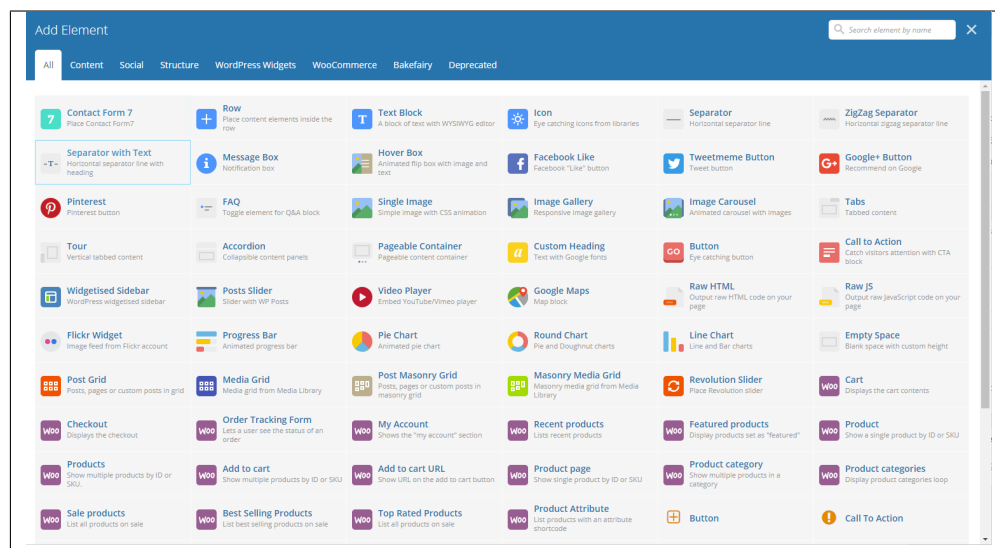 Add Element
Search element by name
All Content Social Structure WordPress Widgets WooCommerce Bakefairy Deprecated
Contact Form 7
Place Contact Form7
Row
Place content elements inside the
row
Text Block
A block of text with WYSIWYG editor
Icon
Eye catching icons from libraries
Separator
Horizontal separator line
ZigZag Separator
Horizontal zigzag separator line
Separator with Text
Horizontal separator line with
heading
Message Box
Notification box
Hover Box
Animated flip box with image and
text
Facebook Like
Facebook "Like" button
Tweetmeme Button
Tweet button
Google+ Button
Recommend on Google
Pinterest
Pinterest button
FAQ
Toggle element for Q&A block
Single Image
Simple image with CSS animation
Image Gallery
Responsive image gallery
Image Carousel
Animated carousel with images
Tabs
Tabbed content
Tour
Vertical tabbed content
Accordion
Collapsible content panels
Pageable Container
Pageable content container
Custom Heading
Text with Google fonts
GO
Button
Eye catching button
Call to Action
Catch visitors attention with CTA
block
Widgetised Sidebar
WordPress widgetised sidebar
Posts Slider
Slider with WP Posts
Video Player
Embed YouTube/Vimeo player
Google Maps
Map block
Raw HTML
Output raw HTML code on your
page
Raw JS
Output raw JavaScript code on your
page
Flickr Widget
Image feed from Flickr account
Progress Bar
Animated progress bar
Pie Chart
Animated pie chart
Round Chart
Pie and Doughnut charts
Line Chart
Line and Bar charts
Empty Space
Blank space with custom height
Post Grid
Posts, pages or custom posts in grid
Media Grid
Media grid from Media Library
Post Masonry Grid
Posts, pages or custom posts in
masonry grid
Masonry Media Grid
Masonry media grid from Media
Library
Revolution Slider
Place Revolution slider
Woo
Cart
Displays the cart contents
Woo
Checkout
Displays the checkout
Woo
Order Tracking Form
Lets a user see the status of an
order
Woo
My Account
Shows the "my account" section
Woo
Recent products
Lists recent products
Woo
Featured products
Display products set as "featured"
Woo
Product
Show a single product by ID or SKU
Woo
Products
Show multiple products by ID or
SKU.
Woo
Add to cart
Show multiple products by ID or SKU
Woo
Add to cart URL
Show URL on the add to cart button
Woo
Product page
Show single product by ID or SKU
Woo
Product category
Show multiple products in a
category
Woo
Product categories
Display product categories loop
Woo
Sale products
List all products on sale
Woo
Best Selling Products
List best selling products on sale
Woo
Top Rated Products
List all products on sale
Woo
Product Attribute
List products with an attribute
shortcode
Button
Call To Action